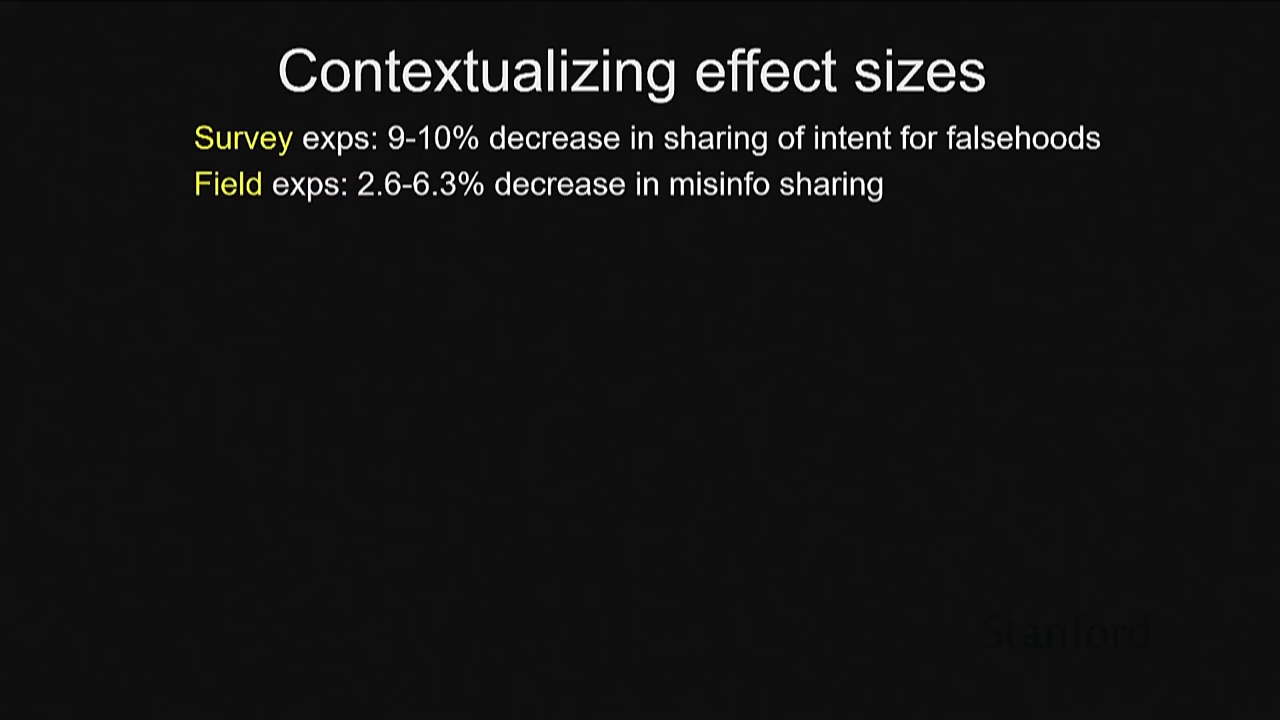 Contextualizing effect sizes
Survey exps: 9-10% decrease in sharing of intent for falsehoods
Field exps: 2.6-6.3% decrease in misinfo sharing
Stanford